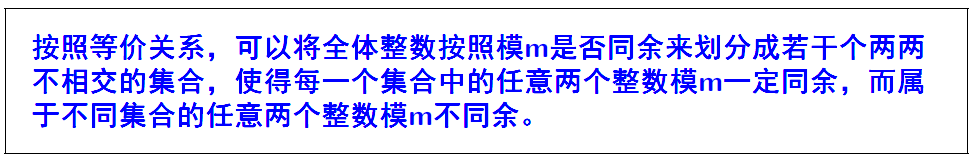 按照等价关系，可以将全体整数按照模m是否同余来划分成若干个两两
不相交的集合，使得每一个集合中的任意两个整数模m一定同余，而属
于不同集合的任意两个整数模m不同余。